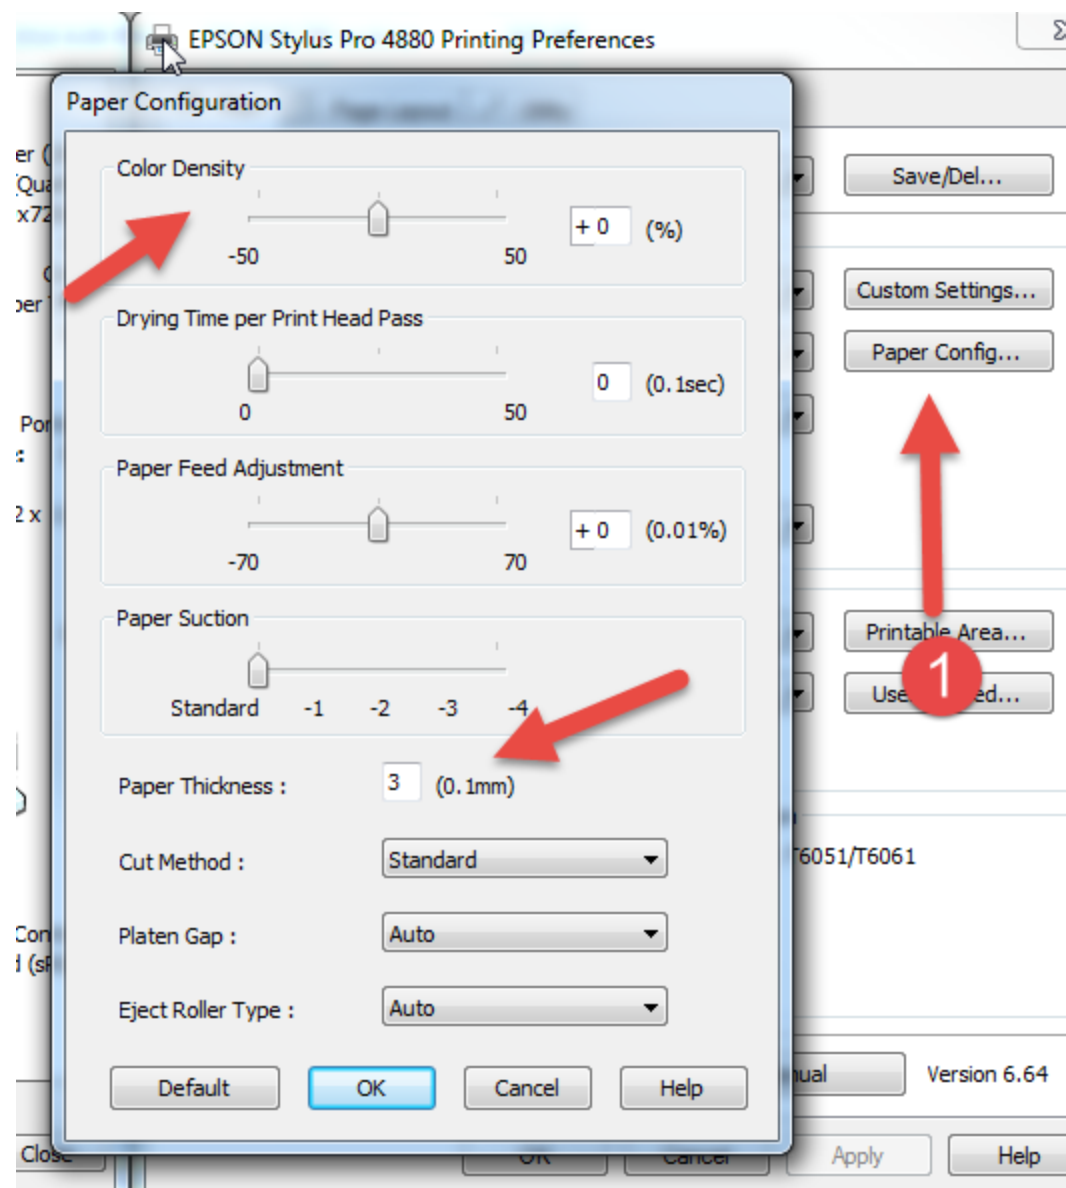 EPSON Stylus Pro 4880 Printing Preferences
Paper Configuration
Color Density
-50
50
+ 0
(%)
Drying Time per Print Head Pass
0
50
0
(0.1sec)
Paper Feed Adjustment
-70
70
+ 0
(0.01%)
Paper Suction
Standard -1 -2 -3 -4
Paper Thickness : 3 (0.1mm)
Cut Method : Standard
Platen Gap : Auto
Eject Roller Type : Auto
Default OK Cancel Help
Save/Del...
Custom Settings...
Paper Config...
Printable Area...
1
T6051/T6061
Version 6.64
OK Cancel Apply Help
Close